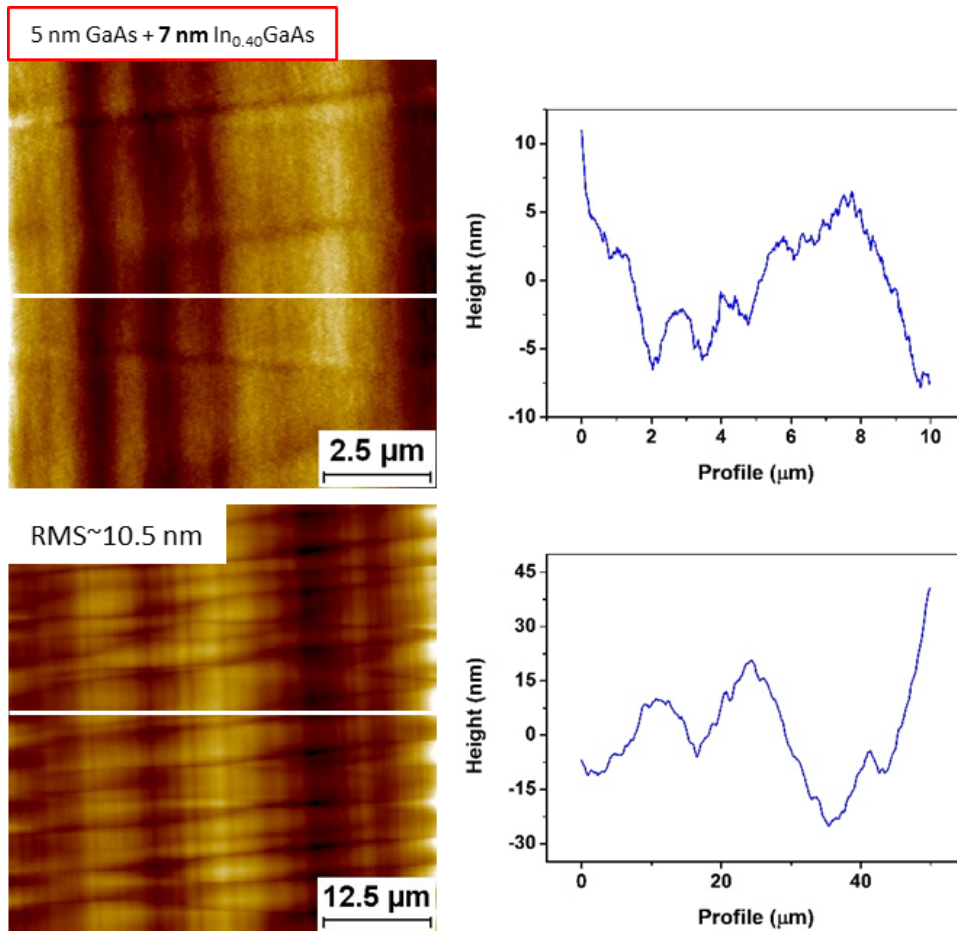 5 nm GaAs + 7 nm In0.40GaAs
2.5 µm
Height (nm)
10
5
0
-5
-10
0 2 4 6 8 10
Profile (µm)
RMS~10.5 nm
12.5 µm
Height (nm)
45
30
15
0
-15
-30
0 20 40
Profile (µm)